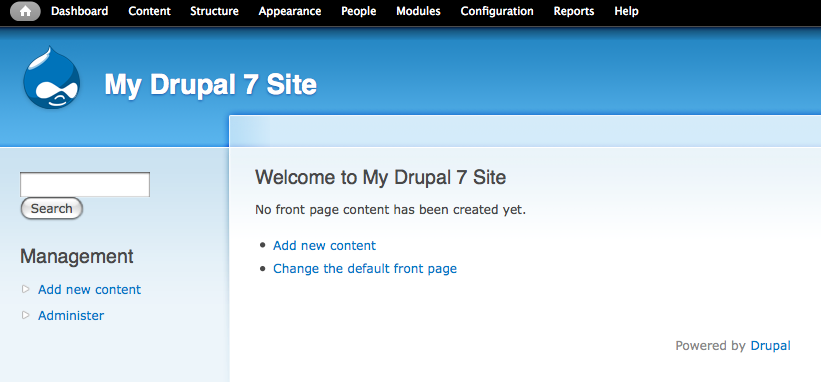 Dashboard Content Structure Appearance People Modules Configuration Reports Help
My Drupal 7 Site
Search
Management
Add new content
Administer
Welcome to My Drupal 7 Site
No front page content has been created yet.
Add new content
Change the default front page
Powered by Drupal